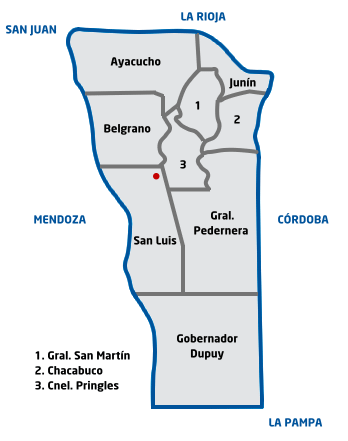 LA RIOJA
SAN JUAN
Ayacucho
Junín
1
2
Belgrano
3
MENDOZA
Gral.
Pedernera
CÓRDOBA
San Luis
Gobernador
Dupuy
1. Gral. San Martín
2. Chacabuco
3. Cnel. Pringles
LA PAMPA